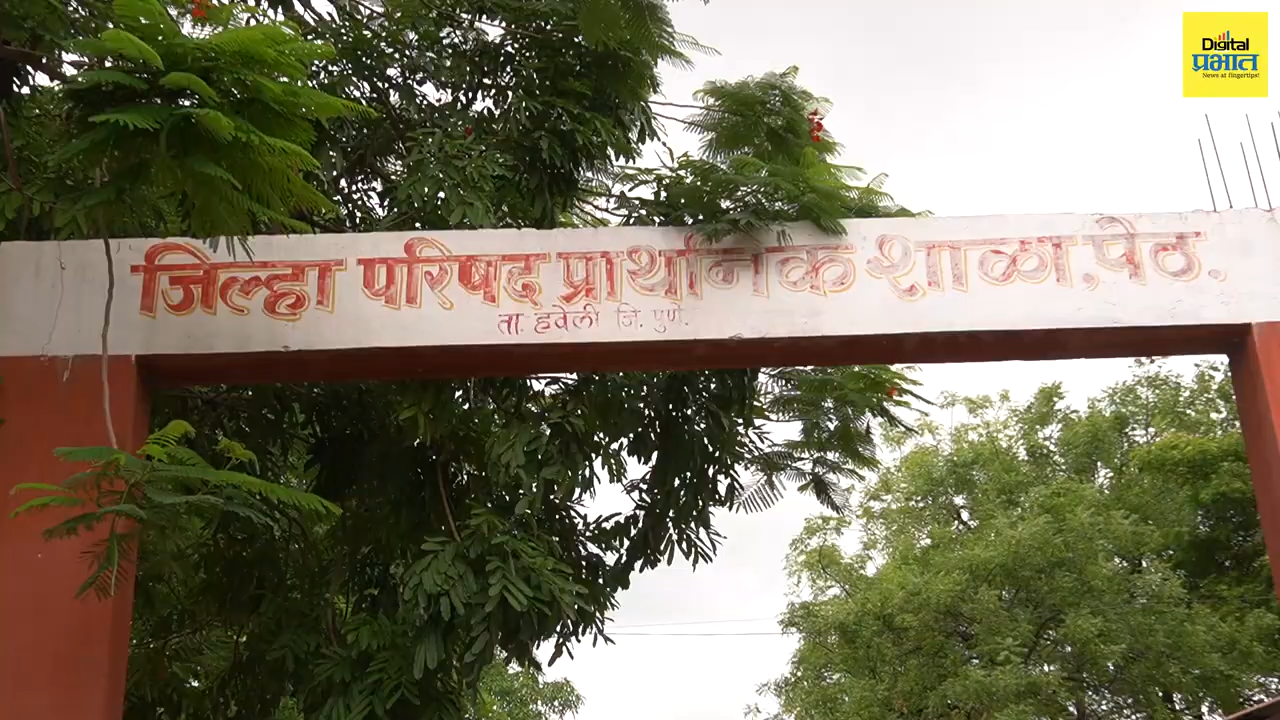 Digital
प्रभात
News at fingertips!
जिल्हा परिषद प्राथमिक शाळा, पेठ.
ता. हवेली जि. पुणे.